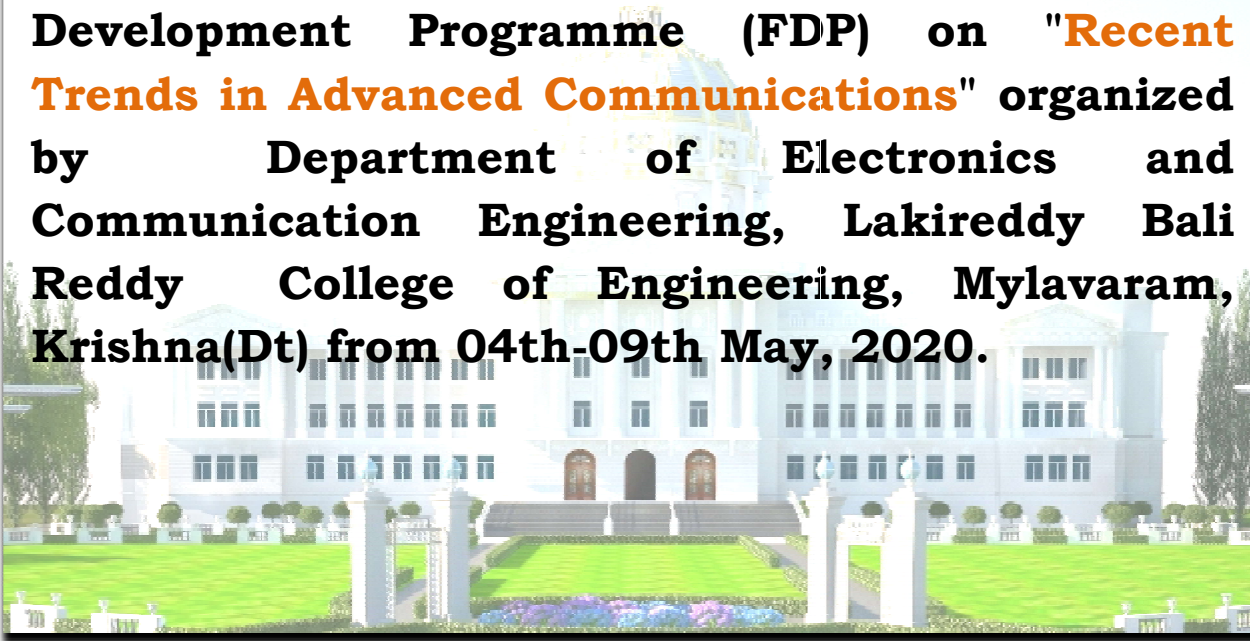 Development Programme (FDP) on "Recent
Trends in Advanced Communications" organized
by Department of Electronics and
Communication Engineering, Lakireddy Bali
Reddy College of Engineering, Mylavaram,
Krishna(Dt) from 04th-09th May, 2020.